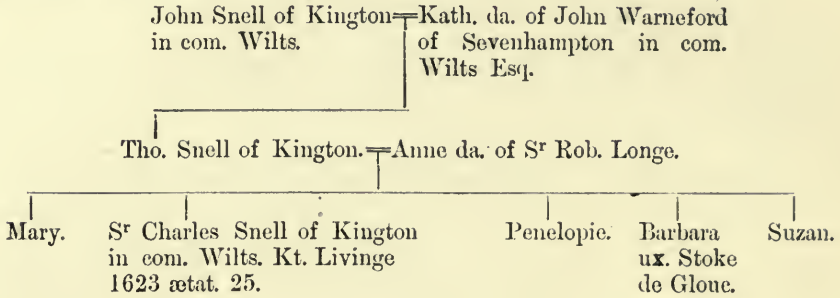 John Snell of Kington
in com. Wilts.
Kath. da. of John Warneford
of Sevenhampton in com.
Wilts Esq.
Tho. Snell of Kington.
Anne da. of Sʳ Rob. Longe.
Mary.
Sʳ Charles Snell of Kington
in com. Wilts. Kt. Livinge
1623 ætat. 25.
Penelopie.
Barbara
ux. Stoke
de Glouc.
Suzan.